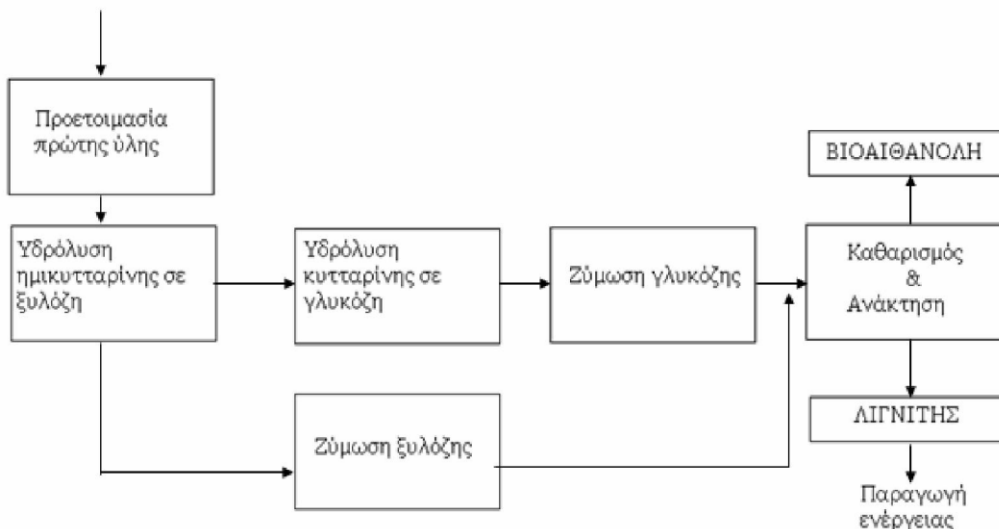 Προετοιμασία
πρώτης ύλης
Υδρόλυση
ημικυτταρίνης σε
ξυλόζη
Υδρόλυση
κυτταρίνης σε
γλυκόζη
Ζύμωση γλυκόζης
Ζύμωση ξυλόζης
ΒΙΟΑΙΘΑΝΟΛΗ
Καθαρισμός
&
Ανάκτηση
ΛΙΓΝΙΤΗΣ
Παραγωγή
ενέργειας